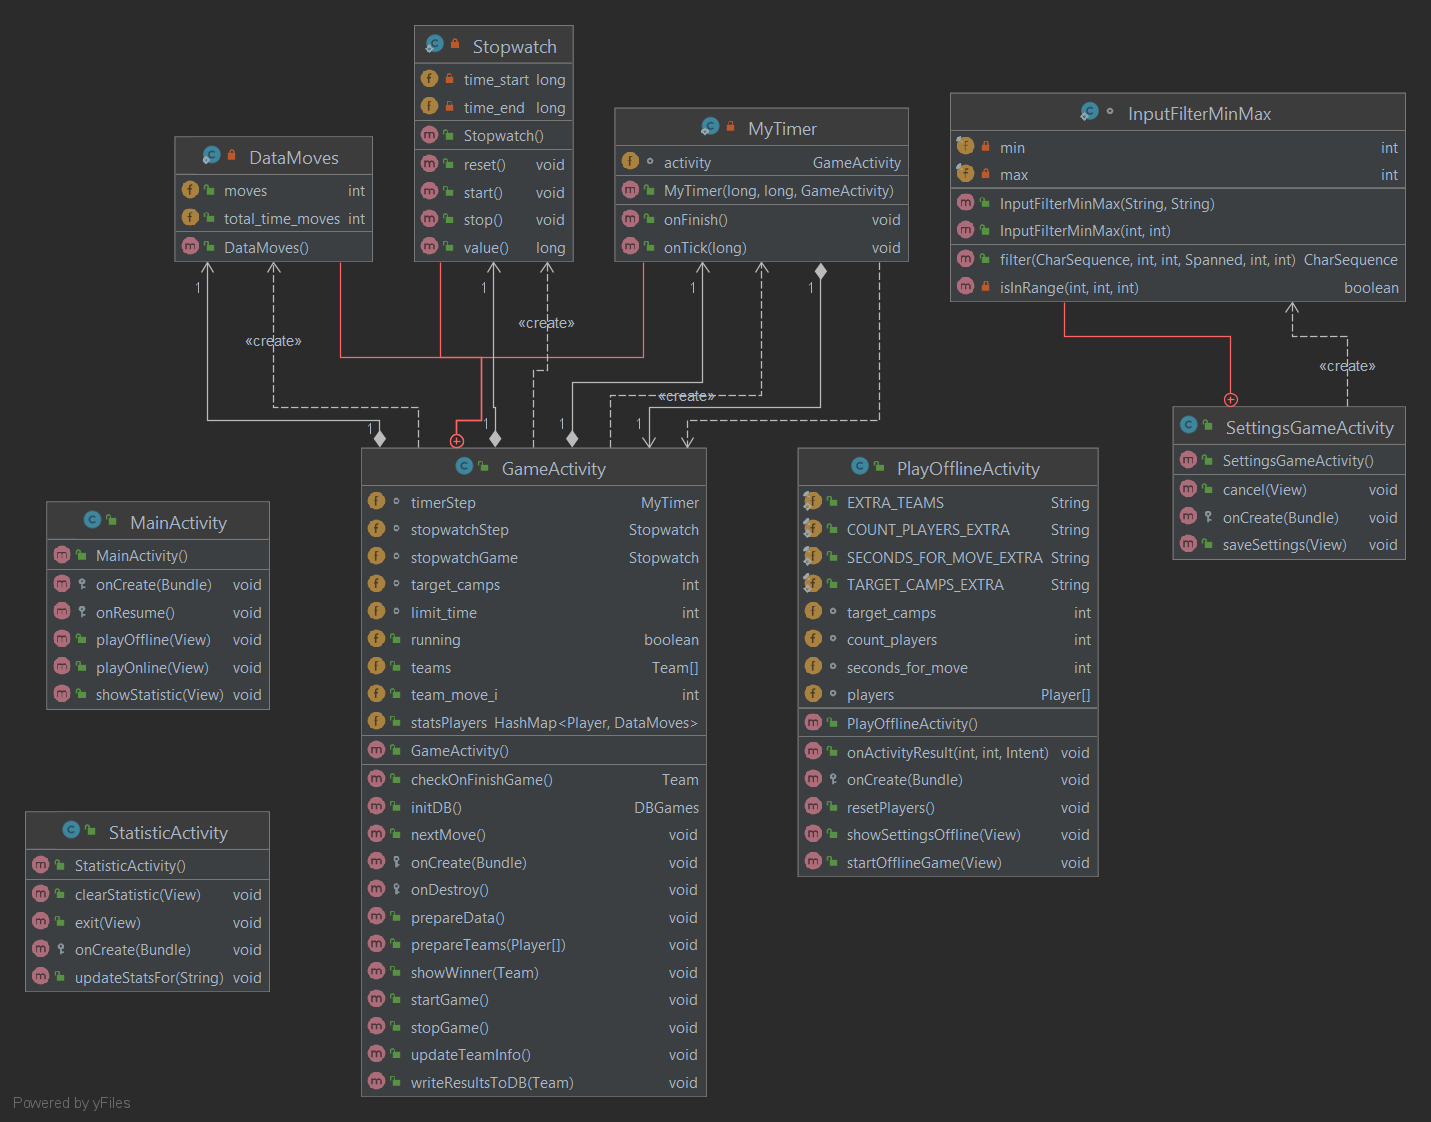 Stopwatch
time_start long
time_end long
Stopwatch()
reset() void
start() void
stop() void
value() long
DataMoves
moves int
total_time_moves int
DataMoves()
MyTimer
activity GameActivity
MyTimer(long, long, GameActivity)
onFinish() void
onTick(long) void
InputFilterMinMax
min int
max int
InputFilterMinMax(String, String)
InputFilterMinMax(int, int)
filter(CharSequence, int, int, Spanned, int, int) CharSequence
isInRange(int, int, int) boolean
1
1
1
1
«create»
«create»
«create»
«create»
1
1
1
1
GameActivity
timerStep MyTimer
stopwatchStep Stopwatch
stopwatchGame Stopwatch
target_camps int
limit_time int
running boolean
teams Team[]
team_move_i int
statsPlayers HashMap<Player, DataMoves>
GameActivity()
checkOnFinishGame() Team
initDB() DBGames
nextMove() void
onCreate(Bundle) void
onDestroy() void
prepareData() void
prepareTeams(Player[]) void
showWinner(Team) void
startGame() void
stopGame() void
updateTeamInfo() void
writeResultsToDB(Team) void
PlayOfflineActivity
EXTRA_TEAMS String
COUNT_PLAYERS_EXTRA String
SECONDS_FOR_MOVE_EXTRA String
TARGET_CAMPS_EXTRA String
target_camps int
count_players int
seconds_for_move int
players Player[]
PlayOfflineActivity()
onActivityResult(int, int, Intent) void
onCreate(Bundle) void
resetPlayers() void
showSettingsOffline(View) void
startOfflineGame(View) void
SettingsGameActivity
SettingsGameActivity()
cancel(View) void
onCreate(Bundle) void
saveSettings(View) void
MainActivity
MainActivity()
onCreate(Bundle) void
onResume() void
playOffline(View) void
playOnline(View) void
showStatistic(View) void
StatisticActivity
StatisticActivity()
clearStatistic(View) void
exit(View) void
onCreate(Bundle) void
updateStatsFor(String) void
Powered by yFiles